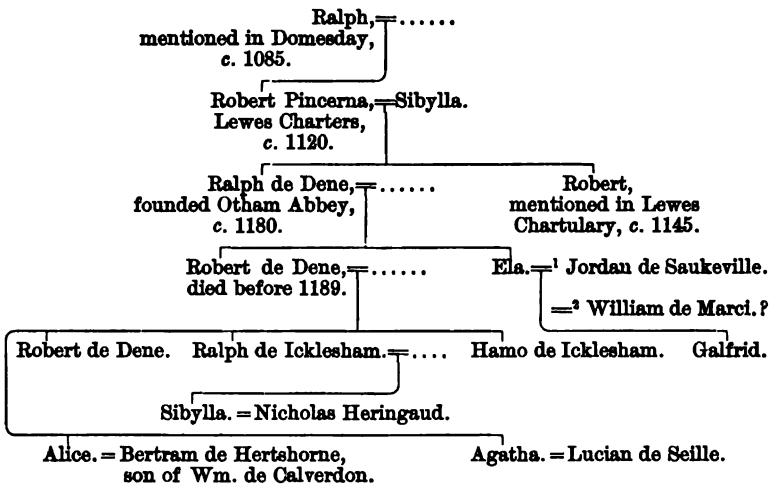 Ralph,=......
mentioned in Domesday,
c. 1085.
Robert Pincerna,=Sibylla.
Lewes Charters,
c. 1120.
Ralph de Dene,=......
founded Otham Abbey,
c. 1180.
Robert,
mentioned in Lewes
Chartulary, c. 1145.
Robert de Dene,=......
died before 1189.
Ela.=¹ Jordan de Saukeville.
=² William de Marci.?
Robert de Dene. Ralph de Icklesham.=.... Hamo de Icklesham. Galfrid.
Sibylla.=Nicholas Heringaud.
Alice.=Bertram de Hertshorne,
son of Wm. de Calverdon.
Agatha.=Lucian de Seille.